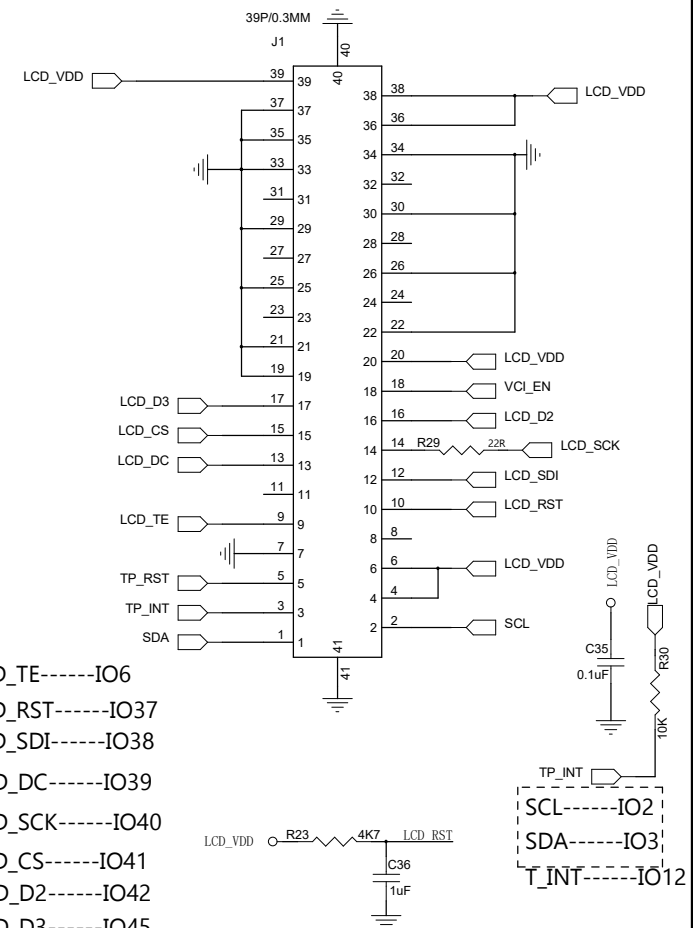 39P/0.3MM
J1
40
40
LCD_VDD
39
39
38
38
LCD_VDD
37
37
36
36
35
35
34
34
33
33
32
32
31
31
30
30
29
29
28
28
27
27
26
26
25
25
24
24
23
23
22
22
21
21
20
20
LCD_VDD
19
19
18
18
VCI_EN
LCD_D3
17
17
16
16
LCD_D2
LCD_CS
15
15
14
14
R29
22R
LCD_SCK
LCD_DC
13
13
12
12
LCD_SDI
11
11
10
10
LCD_RST
LCD_TE
9
9
8
8
7
7
6
6
LCD_VDD
TP_RST
5
5
4
4
TP_INT
3
3
2
2
SCL
SDA
1
1
41
41
LCD_VDD
C35
0.1uF
LCD_VDD
R30
10K
TP_INT
D_TE------IO6
D_RST------IO37
D_SDI------IO38
D_DC------IO39
D_SCK------IO40
D_CS------IO41
D_D2------IO42
D_D3------IO45
LCD_VDD
R23
4K7
LCD_RST
C36
1uF
SCL------IO2
SDA------IO3
T_INT------IO12